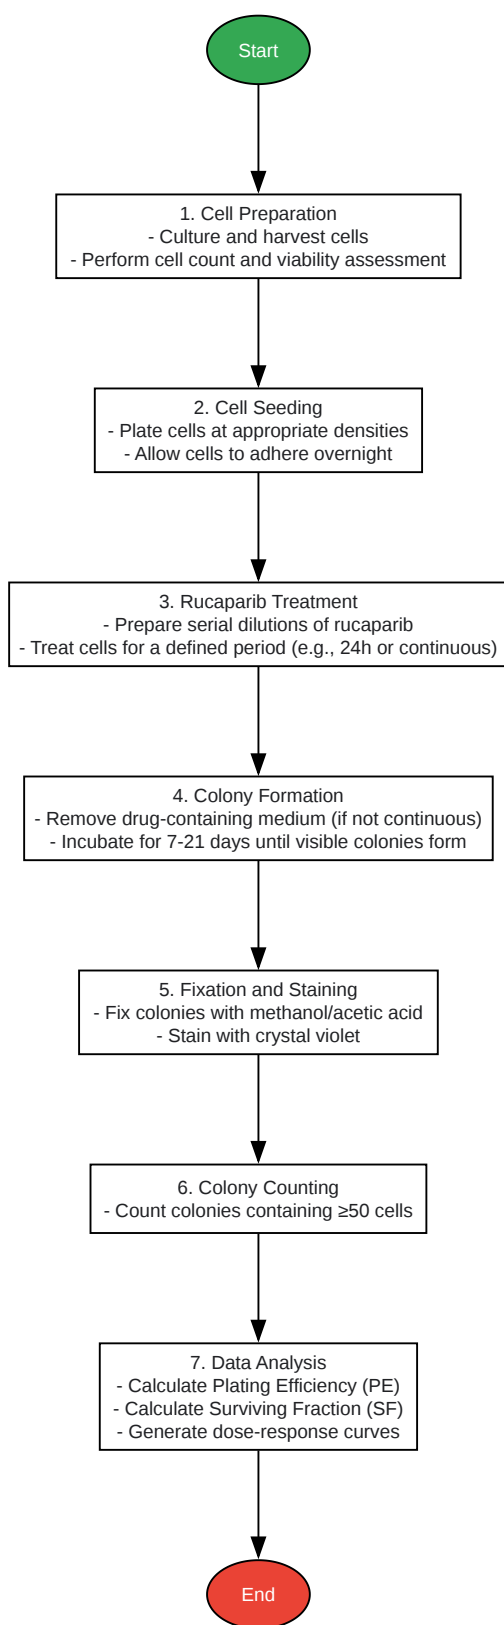 Start
1. Cell Preparation
- Culture and harvest cells
- Perform cell count and viability assessment
2. Cell Seeding
- Plate cells at appropriate densities
- Allow cells to adhere overnight
3. Rucaparib Treatment
- Prepare serial dilutions of rucaparib
- Treat cells for a defined period (e.g., 24h or continuous)
4. Colony Formation
- Remove drug-containing medium (if not continuous)
- Incubate for 7-21 days until visible colonies form
5. Fixation and Staining
- Fix colonies with methanol/acetic acid
- Stain with crystal violet
6. Colony Counting
- Count colonies containing ≥50 cells
7. Data Analysis
- Calculate Plating Efficiency (PE)
- Calculate Surviving Fraction (SF)
- Generate dose-response curves
End